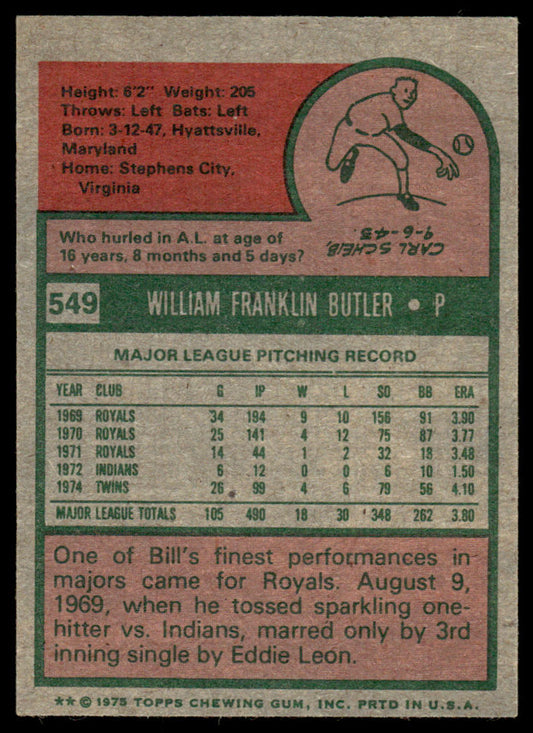 Height: 6'2" Weight: 205
Throws: Left Bats: Left
Born: 3-12-47, Hyattsville,
Maryland
Home: Stephens City,
Virginia
Who hurled in A.L. at age of
16 years, 8 months and 5 days?
CARL SCHEIB,
9-6-43.
549 WILLIAM FRANKLIN BUTLER • P
MAJOR LEAGUE PITCHING RECORD
YEAR CLUB G IP W L SO BB ERA
1969 ROYALS 34 194 9 10 156 91 3.90
1970 ROYALS 25 141 4 12 75 87 3.77
1971 ROYALS 14 44 1 2 32 18 3.48
1972 INDIANS 6 12 0 0 6 10 1.50
1974 TWINS 26 99 4 6 79 56 4.10
MAJOR LEAGUE TOTALS 105 490 18 30 348 262 3.80
One of Bill's finest performances in
majors came for Royals. August 9,
1969, when he tossed sparkling one-
hitter vs. Indians, marred only by 3rd
inning single by Eddie Leon.
** © 1975 TOPPS CHEWING GUM, INC. PRTD IN U.S.A.